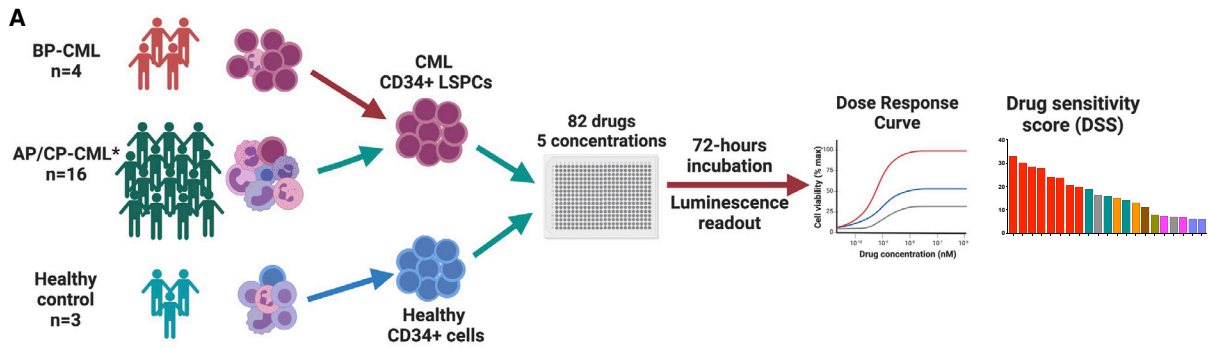 A
BP-CML
n=4
AP/CP-CML*
n=16
Healthy
control
n=3
CML
CD34+ LSPCs
Healthy
CD34+ cells
82 drugs
5 concentrations
72-hours
incubation
Luminescence
readout
Dose Response
Curve
Cell viability (% max)
100
75
50
25
0
Drug concentration (nM)
Drug sensitivity
score (DSS)
40
30
20
10
0